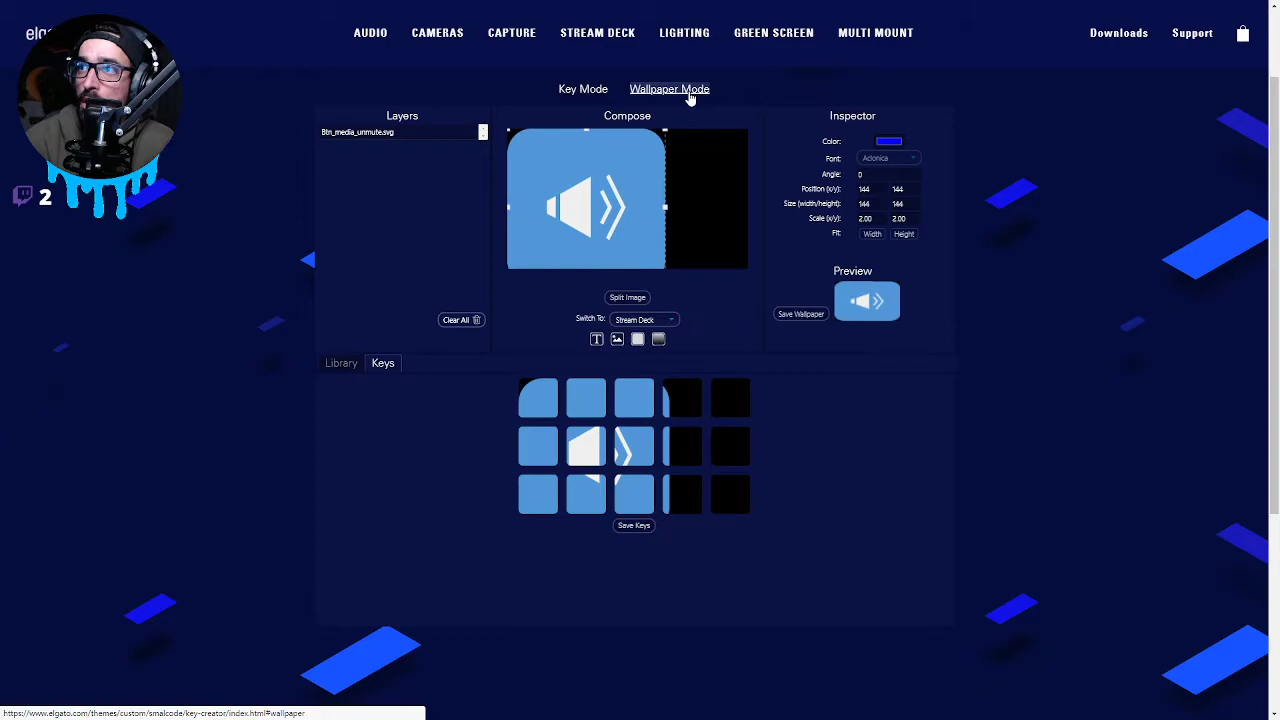 elg
AUDIO CAMERAS CAPTURE STREAM DECK LIGHTING GREEN SCREEN MULTI MOUNT Downloads Support
Key Mode Wallpaper Mode
Layers Compose Inspector
Btn_media_unmute.svg
Color:
Font: Aclonica
Angle: 0
Position (x/y): 144 144
Size (width/height): 144 144
Scale (x/y): 2.00 2.00
Fit: Width Height
2
Preview
Split Image
Save Wallpaper
Clear All
Switch To: Stream Deck
T
Library Keys
Save Keys
https://www.elgato.com/themes/custom/smalcode/key-creator/index.html#wallpaper